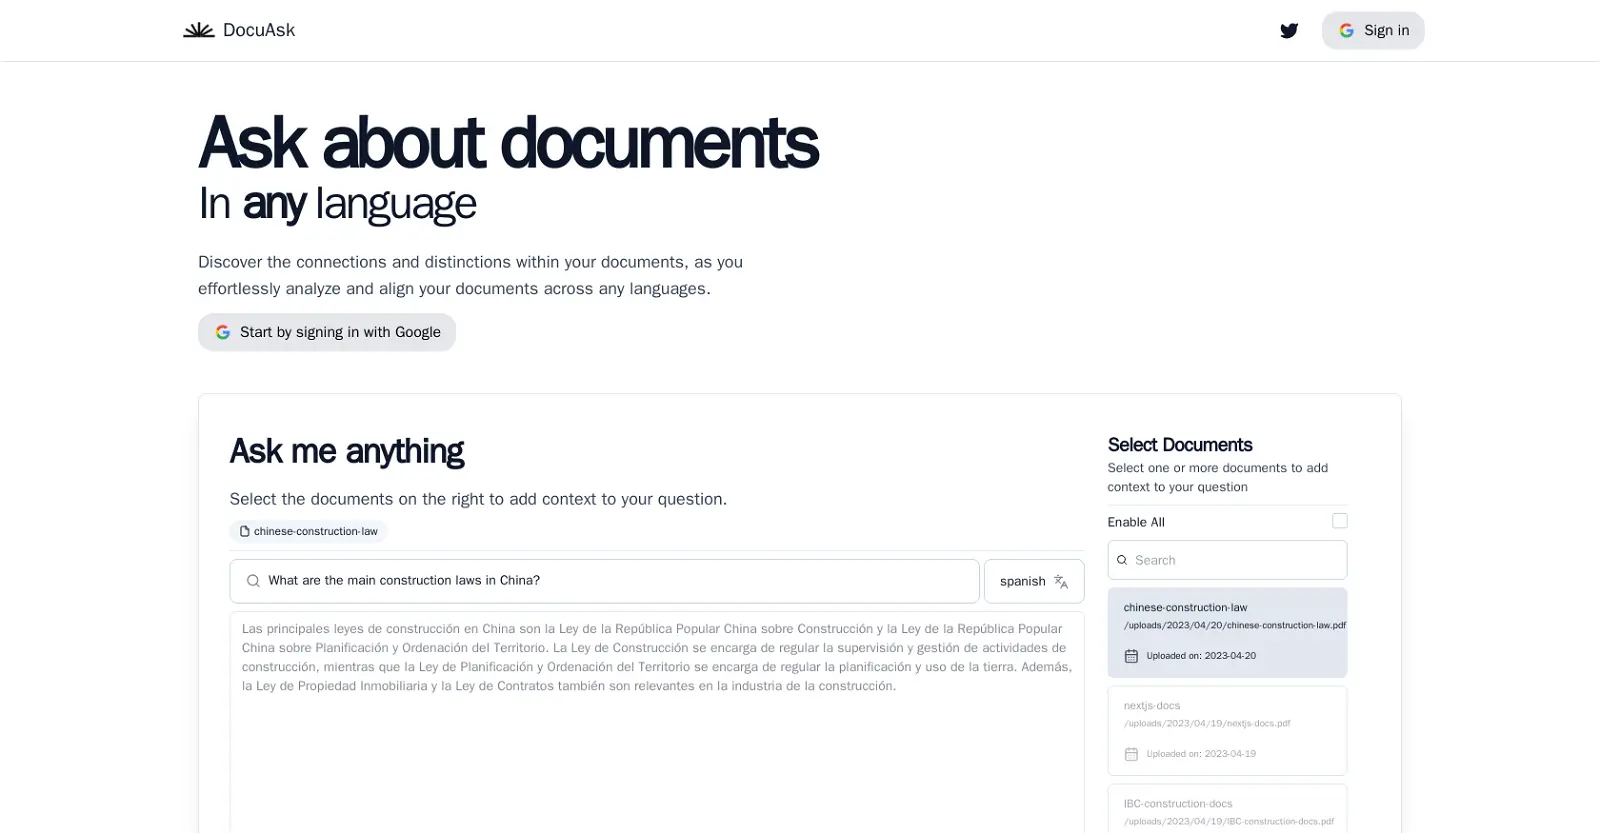 DocuAsk
Sign in
Ask about documents
In any language
Discover the connections and distinctions within your documents, as you
effortlessly analyze and align your documents across any languages.
Start by signing in with Google
Ask me anything
Select the documents on the right to add context to your question.
chinese-construction-law
What are the main construction laws in China?
spanish
Las principales leyes de construcción en China son la Ley de la República Popular China sobre Construcción y la Ley de la República Popular
China sobre Planificación y Ordenación del Territorio. La Ley de Construcción se encarga de regular la supervisión y gestión de actividades de
construcción, mientras que la Ley de Planificación y Ordenación del Territorio se encarga de regular la planificación y uso de la tierra. Además,
la Ley de Propiedad Inmobiliaria y la Ley de Contratos también son relevantes en la industria de la construcción.
Select Documents
Select one or more documents to add
context to your question
Enable All
Search
chinese-construction-law
/uploads/2023/04/20/chinese-construction-law.pdf
Uploaded on: 2023-04-20
nextjs-docs
/uploads/2023/04/19/nextjs-docs.pdf
Uploaded on: 2023-04-19
IBC-construction-docs
/uploads/2023/04/19/IBC-construction-docs.pdf